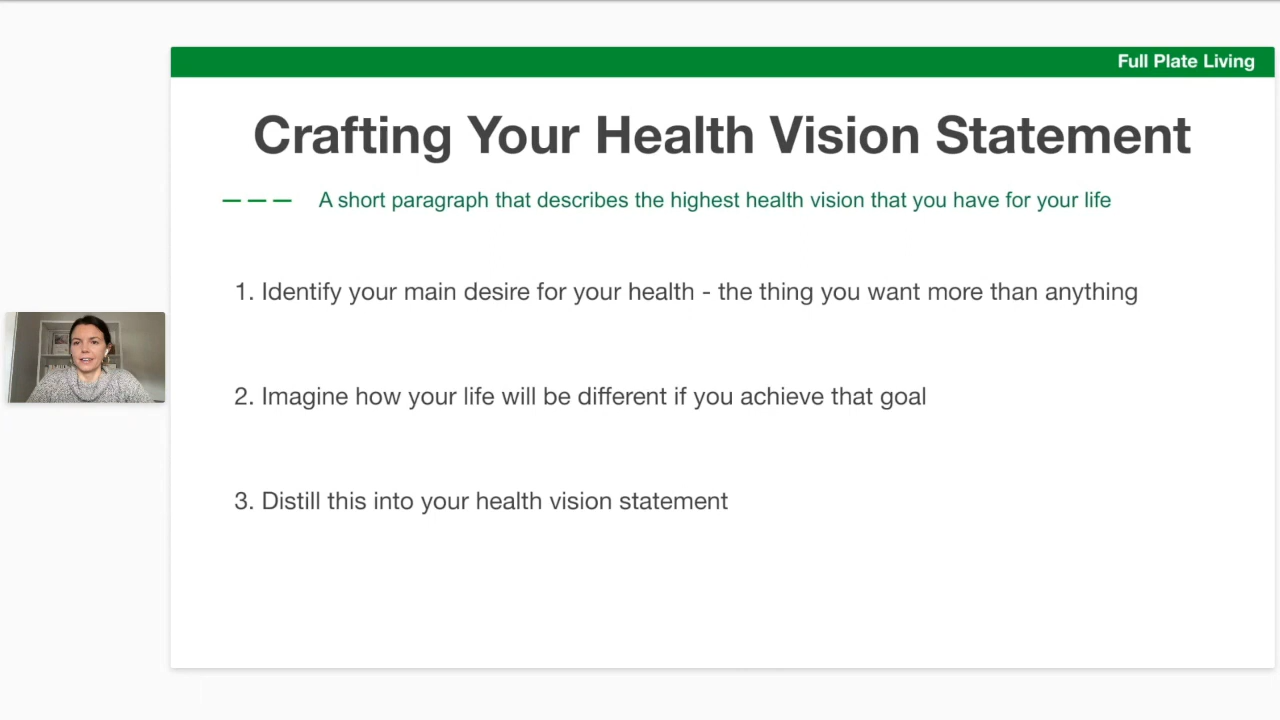 Full Plate Living
Crafting Your Health Vision Statement
A short paragraph that describes the highest health vision that you have for your life
1. Identify your main desire for your health - the thing you want more than anything
2. Imagine how your life will be different if you achieve that goal
3. Distill this into your health vision statement